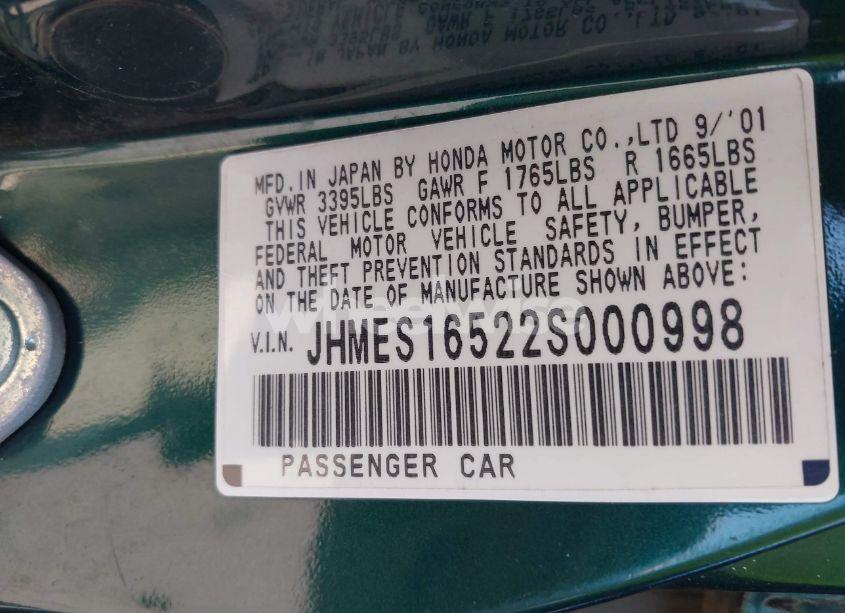 MFD. IN JAPAN BY HONDA MOTOR CO.,LTD 9/'01
GVWR 3395LBS GAWR F 1765LBS R 1665LBS
THIS VEHICLE CONFORMS TO ALL APPLICABLE
FEDERAL MOTOR VEHICLE SAFETY, BUMPER,
AND THEFT PREVENTION STANDARDS IN EFFECT
ON THE DATE OF MANUFACTURE SHOWN ABOVE:
V.I.N. JHMES16522S000998
PASSENGER CAR